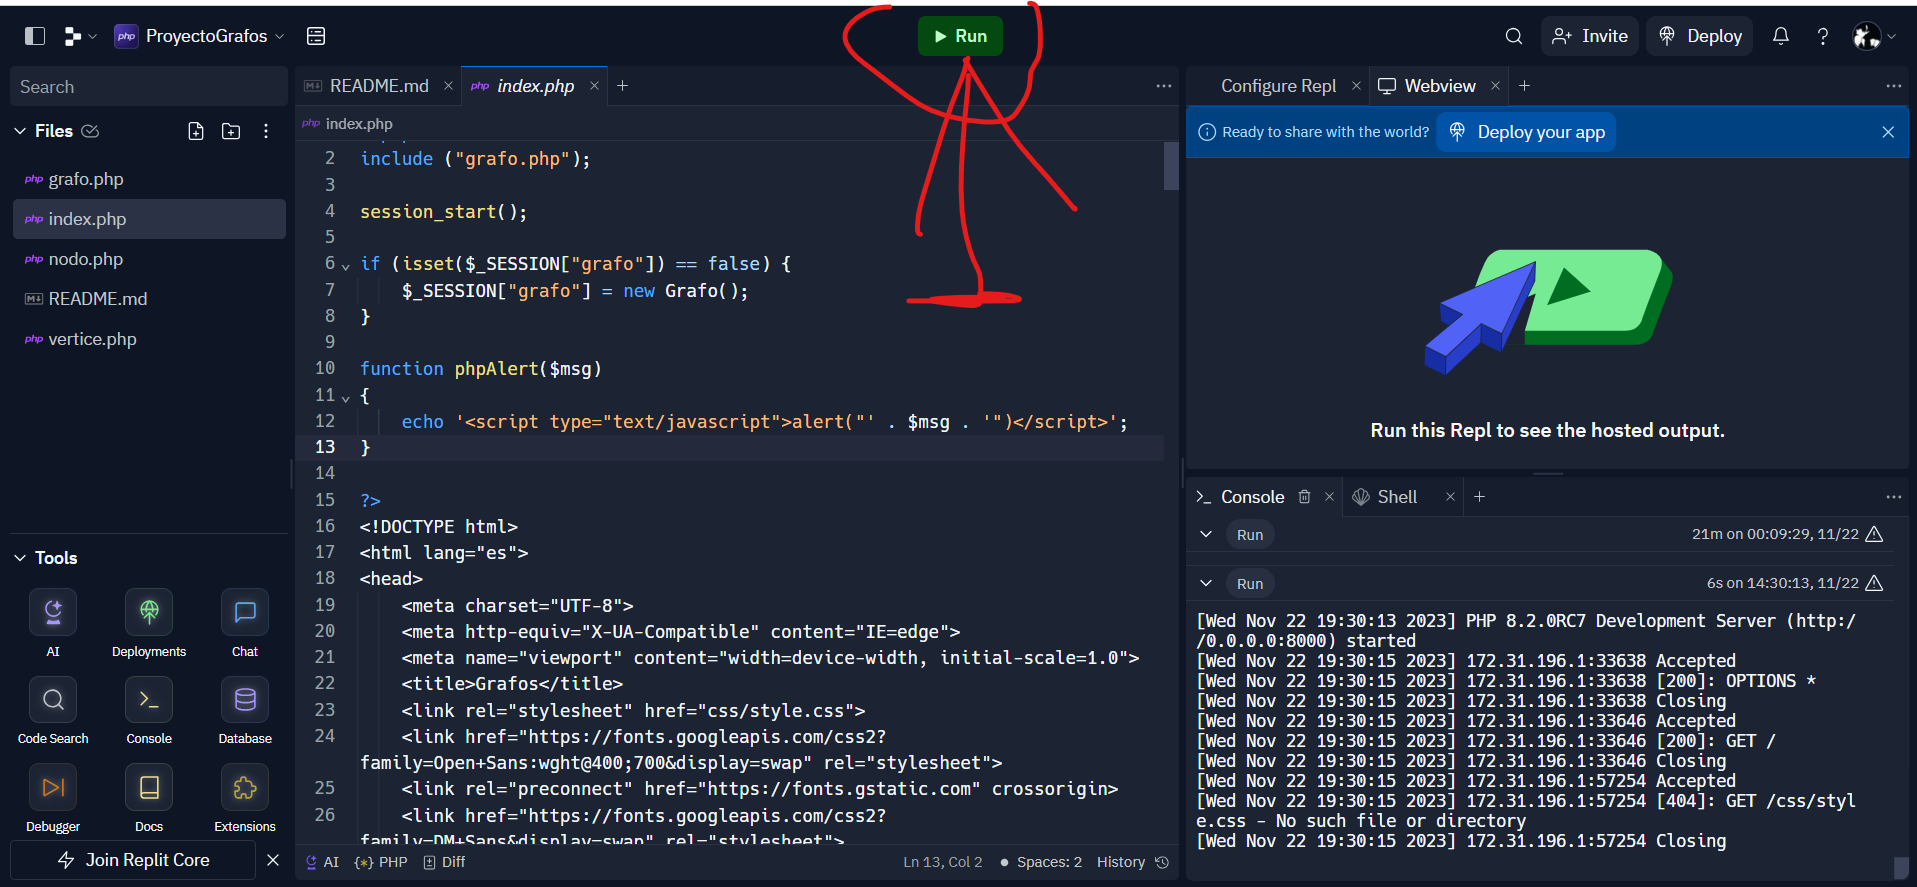 php ProyectoGrafos
Run
Invite
Deploy
Search
Files
php grafo.php
php index.php
php nodo.php
M↓ README.md
php vertice.php
Tools
AI
Deployments
Chat
Code Search
Console
Database
Debugger
Docs
Extensions
Join Replit Core
M↓ README.md
php index.php
php index.php
2 include ("grafo.php");
3
4 session_start();
5
6 if (isset($_SESSION["grafo"]) == false) {
7 $_SESSION["grafo"] = new Grafo();
8 }
9
10 function phpAlert($msg)
11 {
12 echo '<script type="text/javascript">alert("' . $msg . '")</script>';
13 }
14
15 ?>
16 <!DOCTYPE html>
17 <html lang="es">
18 <head>
19 <meta charset="UTF-8">
20 <meta http-equiv="X-UA-Compatible" content="IE=edge">
21 <meta name="viewport" content="width=device-width, initial-scale=1.0">
22 <title>Grafos</title>
23 <link rel="stylesheet" href="css/style.css">
24 <link href="https://fonts.googleapis.com/css2?
family=Open+Sans:wght@400;700&display=swap" rel="stylesheet">
25 <link rel="preconnect" href="https://fonts.gstatic.com" crossorigin>
26 <link href="https://fonts.googleapis.com/css2?
family=DM+Sans&display=swap" rel="stylesheet">
AI
PHP
Diff
Ln 13, Col 2
Spaces: 2
History
Configure Repl
Webview
Ready to share with the world?
Deploy your app
Run this Repl to see the hosted output.
Console
Shell
Run
21m on 00:09:29, 11/22
Run
6s on 14:30:13, 11/22
[Wed Nov 22 19:30:13 2023] PHP 8.2.0RC7 Development Server (http:/
/0.0.0.0:8000) started
[Wed Nov 22 19:30:15 2023] 172.31.196.1:33638 Accepted
[Wed Nov 22 19:30:15 2023] 172.31.196.1:33638 [200]: OPTIONS *
[Wed Nov 22 19:30:15 2023] 172.31.196.1:33638 Closing
[Wed Nov 22 19:30:15 2023] 172.31.196.1:33646 Accepted
[Wed Nov 22 19:30:15 2023] 172.31.196.1:33646 [200]: GET /
[Wed Nov 22 19:30:15 2023] 172.31.196.1:33646 Closing
[Wed Nov 22 19:30:15 2023] 172.31.196.1:57254 Accepted
[Wed Nov 22 19:30:15 2023] 172.31.196.1:57254 [404]: GET /css/styl
e.css - No such file or directory
[Wed Nov 22 19:30:15 2023] 172.31.196.1:57254 Closing